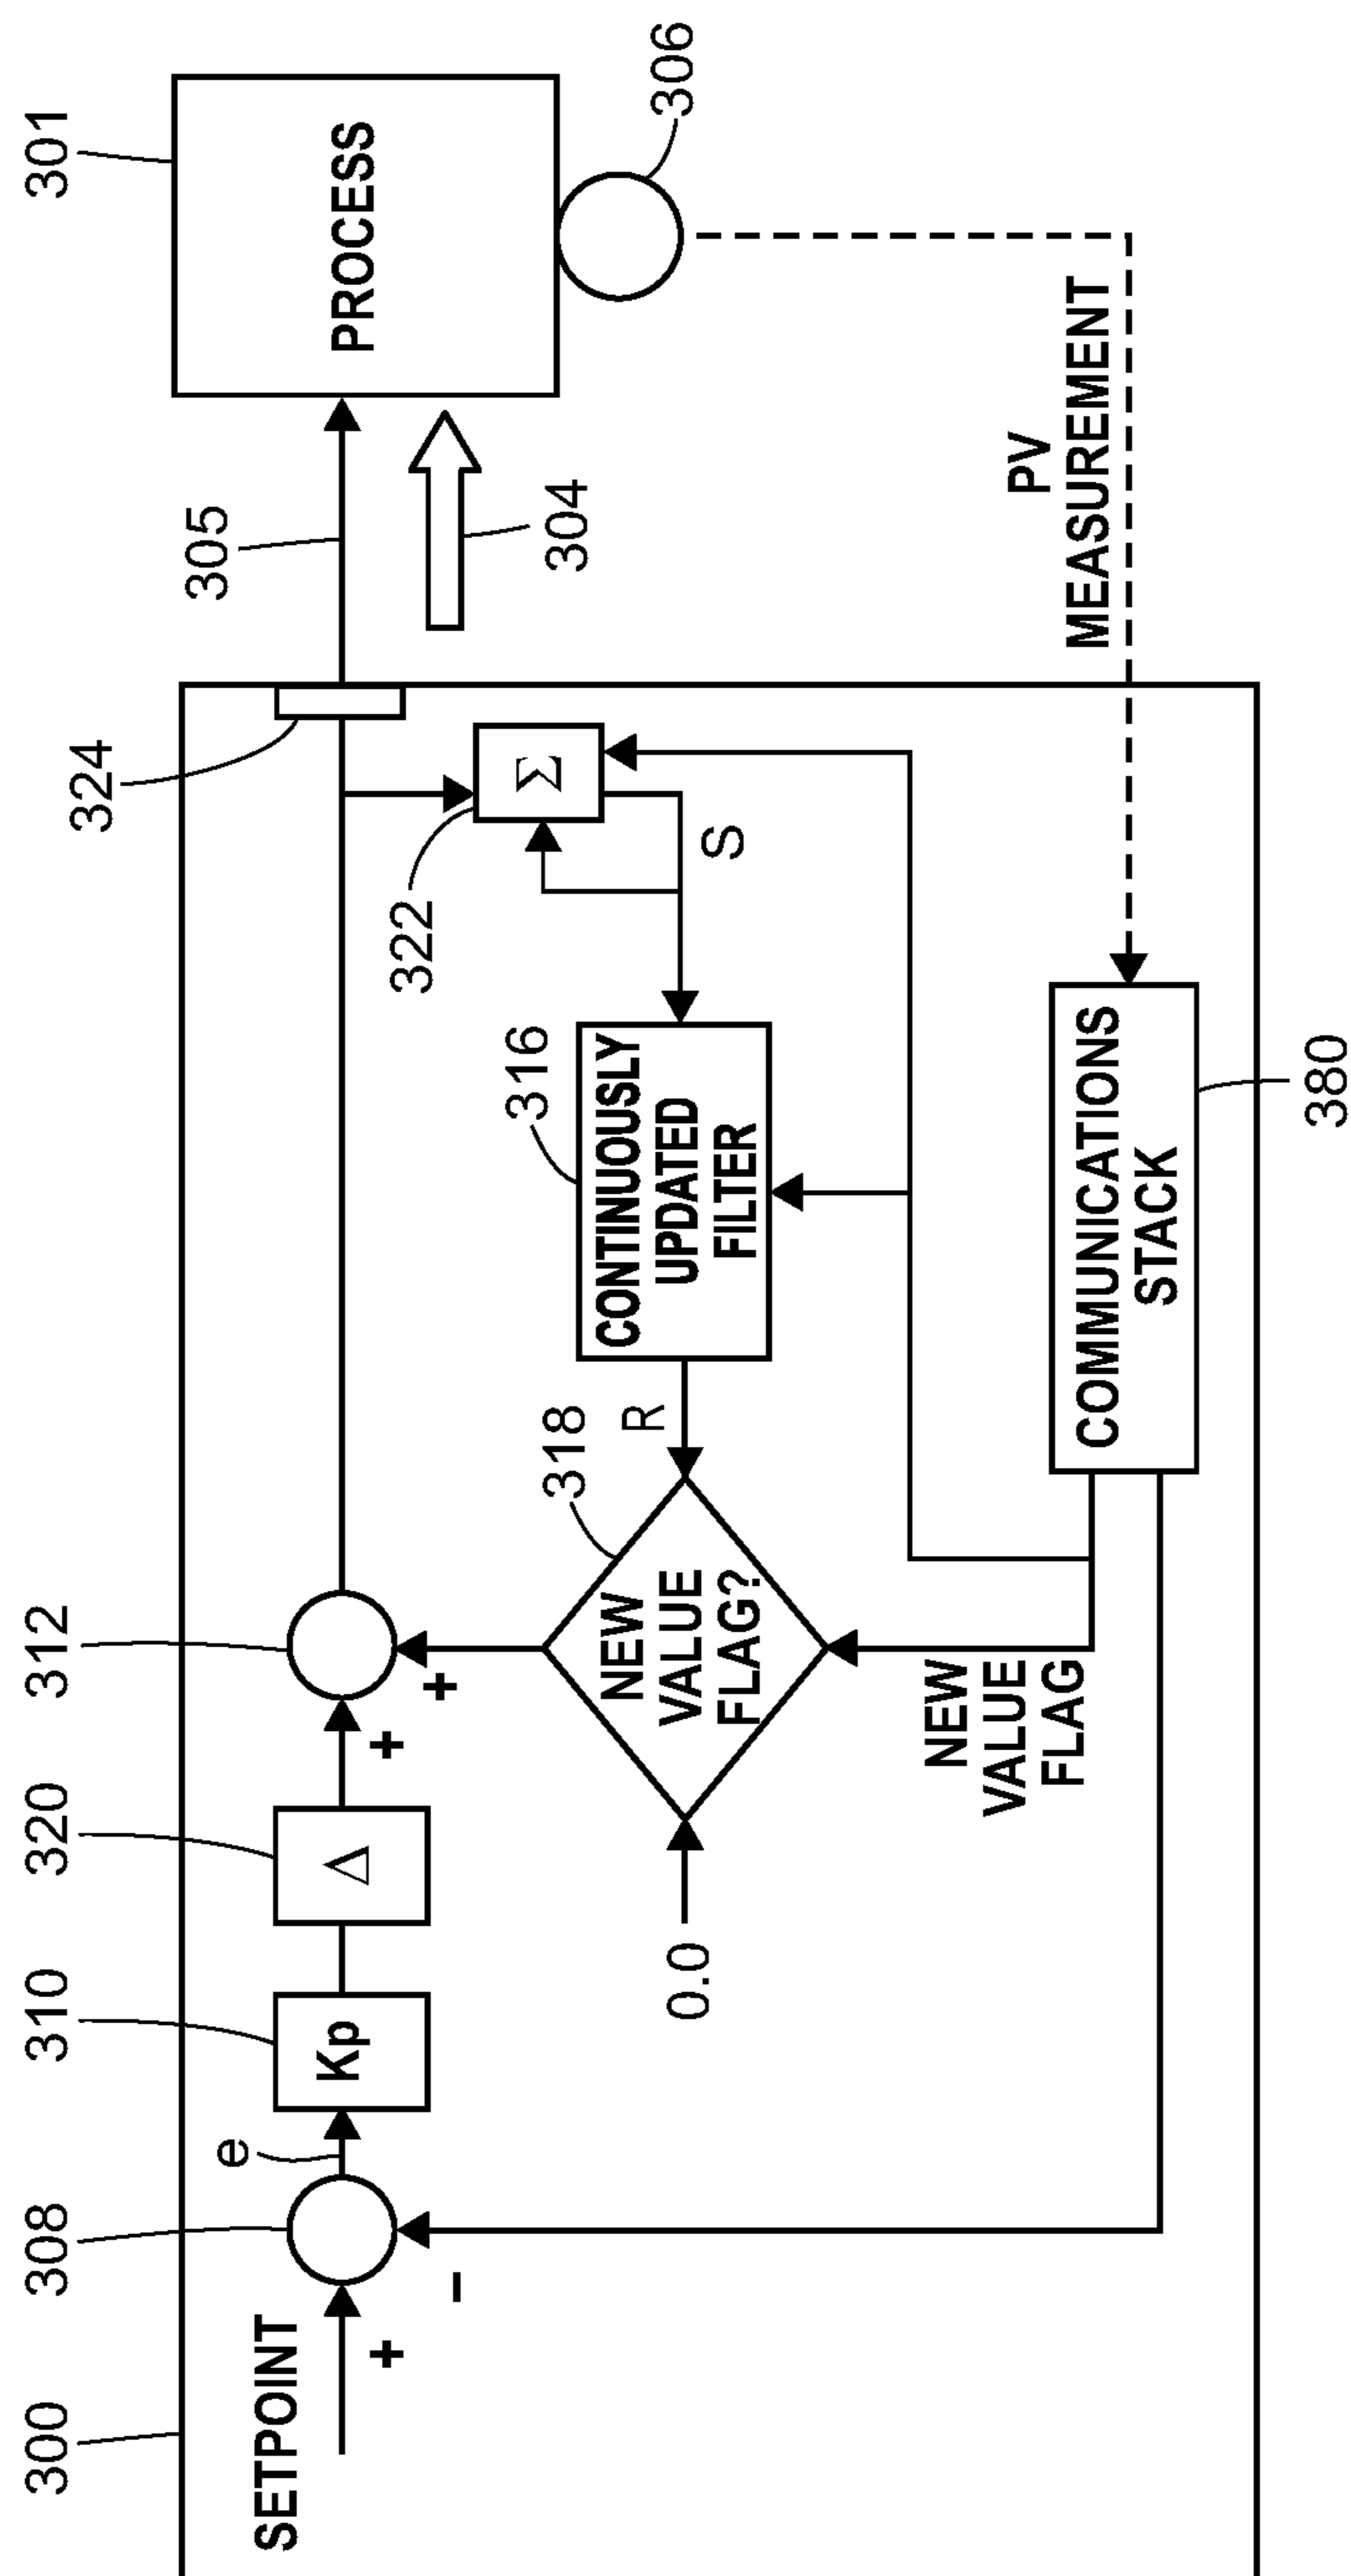 300
308
310
320
312
324
305
301
SETPOINT
+
−
e
Kp
Δ
+
+
322
Σ
S
304
PROCESS
306
0.0
NEW
VALUE
FLAG?
318
R
316
CONTINUOUSLY
UPDATED
FILTER
NEW
VALUE
FLAG
COMMUNICATIONS
STACK
380
PV
MEASUREMENT